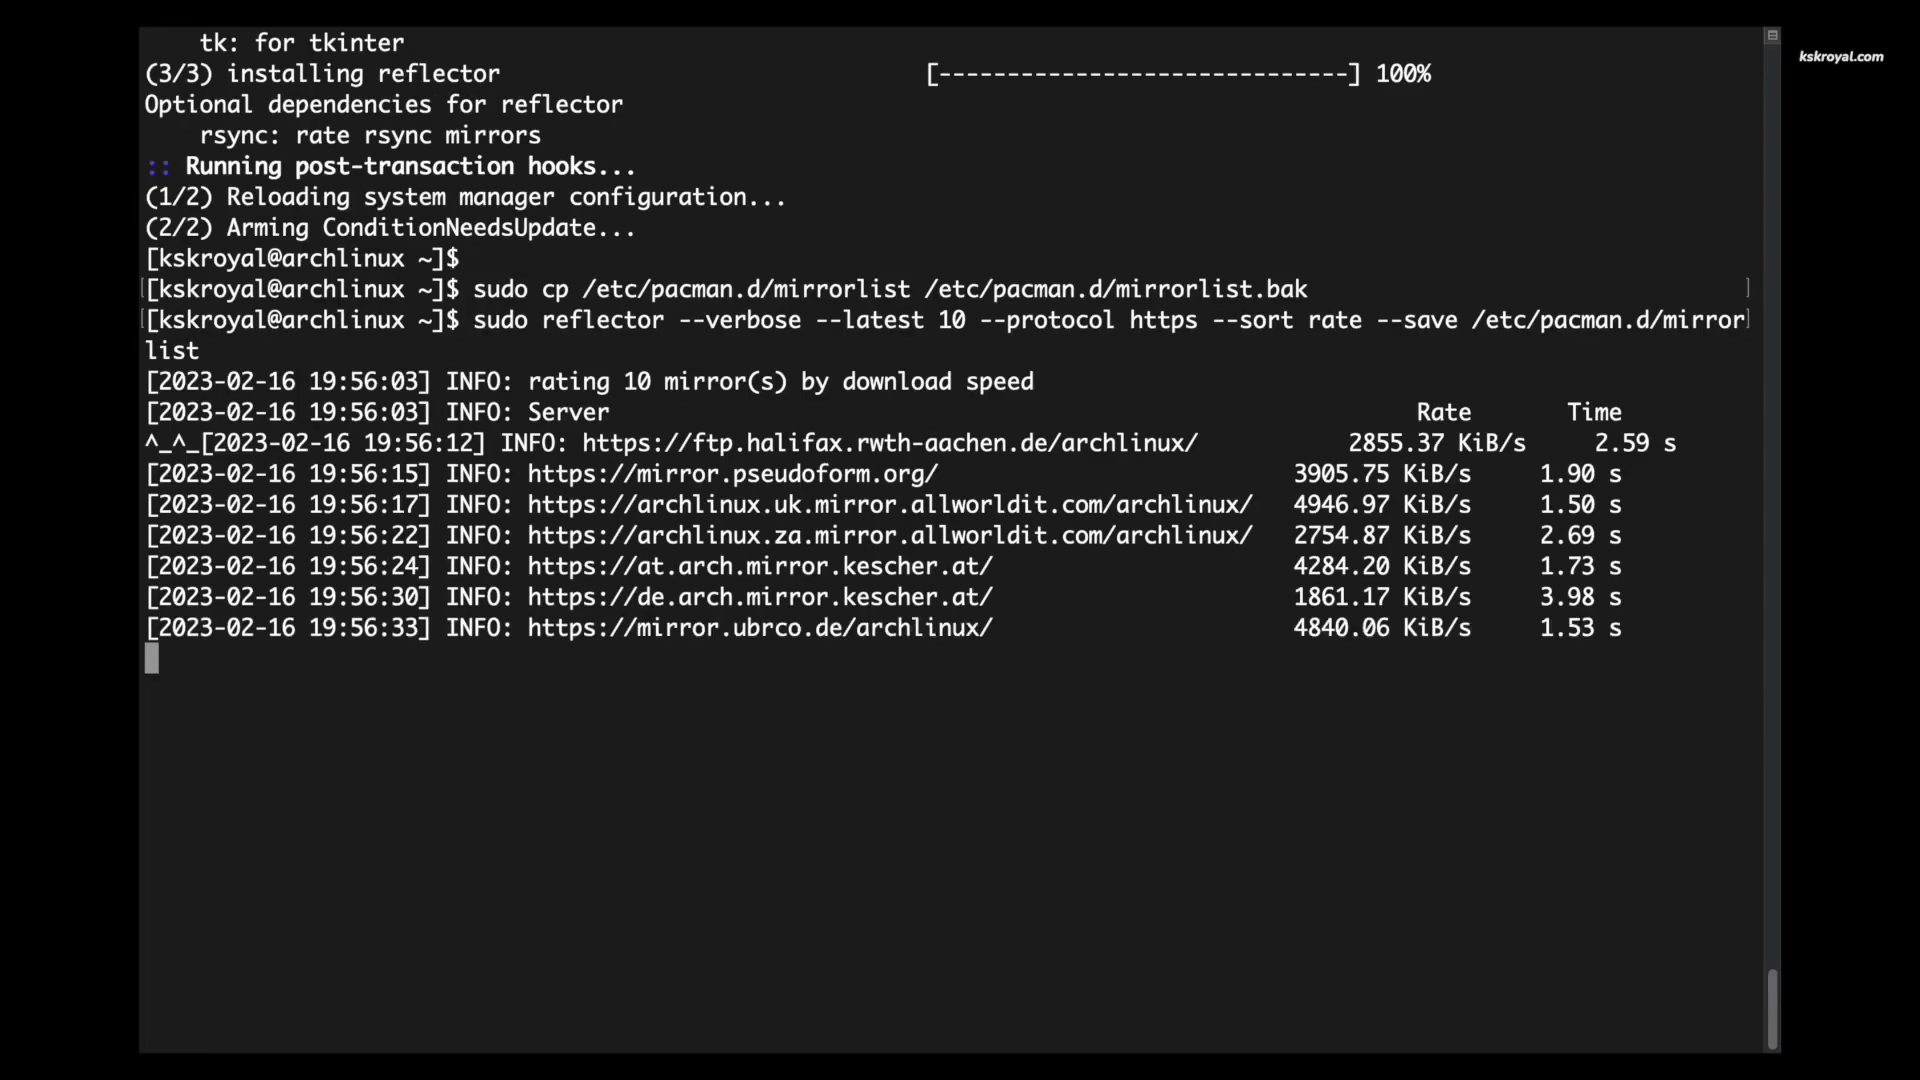 tk: for tkinter
(3/3) installing reflector [------------------------------] 100%
Optional dependencies for reflector
rsync: rate rsync mirrors
:: Running post-transaction hooks...
(1/2) Reloading system manager configuration...
(2/2) Arming ConditionNeedsUpdate...
[kskroyal@archlinux ~]$
[kskroyal@archlinux ~]$ sudo cp /etc/pacman.d/mirrorlist /etc/pacman.d/mirrorlist.bak
[kskroyal@archlinux ~]$ sudo reflector --verbose --latest 10 --protocol https --sort rate --save /etc/pacman.d/mirror
list
[2023-02-16 19:56:03] INFO: rating 10 mirror(s) by download speed
[2023-02-16 19:56:03] INFO: Server Rate Time
^_^_[2023-02-16 19:56:12] INFO: https://ftp.halifax.rwth-aachen.de/archlinux/ 2855.37 KiB/s 2.59 s
[2023-02-16 19:56:15] INFO: https://mirror.pseudoform.org/ 3905.75 KiB/s 1.90 s
[2023-02-16 19:56:17] INFO: https://archlinux.uk.mirror.allworldit.com/archlinux/ 4946.97 KiB/s 1.50 s
[2023-02-16 19:56:22] INFO: https://archlinux.za.mirror.allworldit.com/archlinux/ 2754.87 KiB/s 2.69 s
[2023-02-16 19:56:24] INFO: https://at.arch.mirror.kescher.at/ 4284.20 KiB/s 1.73 s
[2023-02-16 19:56:30] INFO: https://de.arch.mirror.kescher.at/ 1861.17 KiB/s 3.98 s
[2023-02-16 19:56:33] INFO: https://mirror.ubrco.de/archlinux/ 4840.06 KiB/s 1.53 s
kskroyal.com